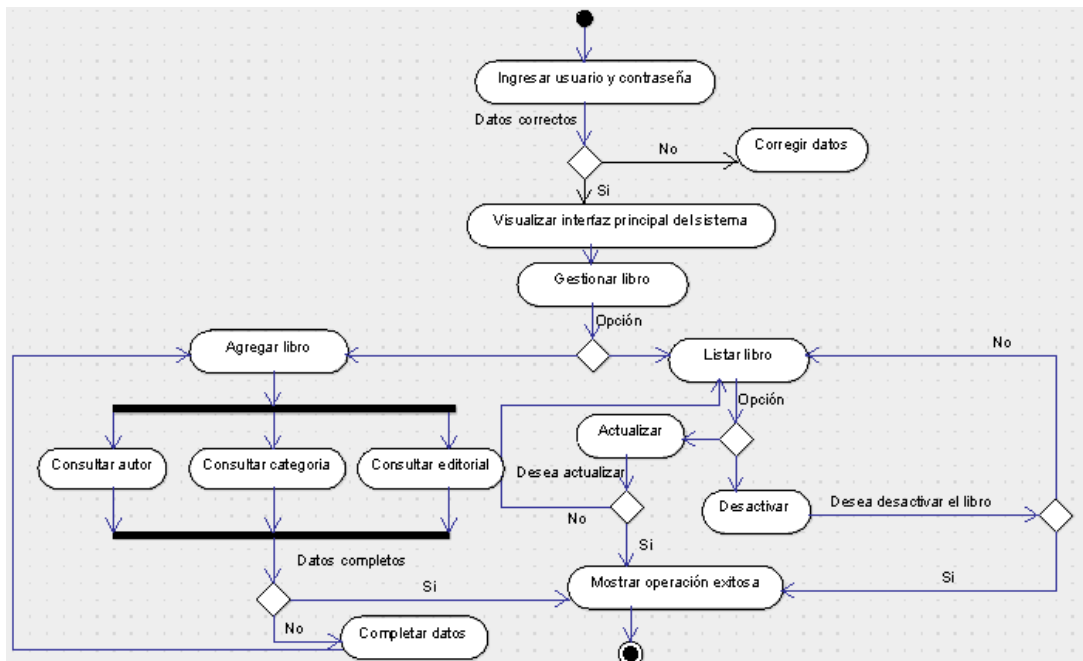 Ingresar usuario y contraseña
Datos correctos
No
Corregir datos
Si
Visualizar interfaz principal del sistema
Gestionar libro
Opción
Agregar libro
Listar libro
No
Opción
Actualizar
Consultar autor
Consultar categoria
Consultar editorial
Desea actualizar
Desactivar
Desea desactivar el libro
No
Si
Datos completos
Si
Mostrar operación exitosa
Si
No
Completar datos